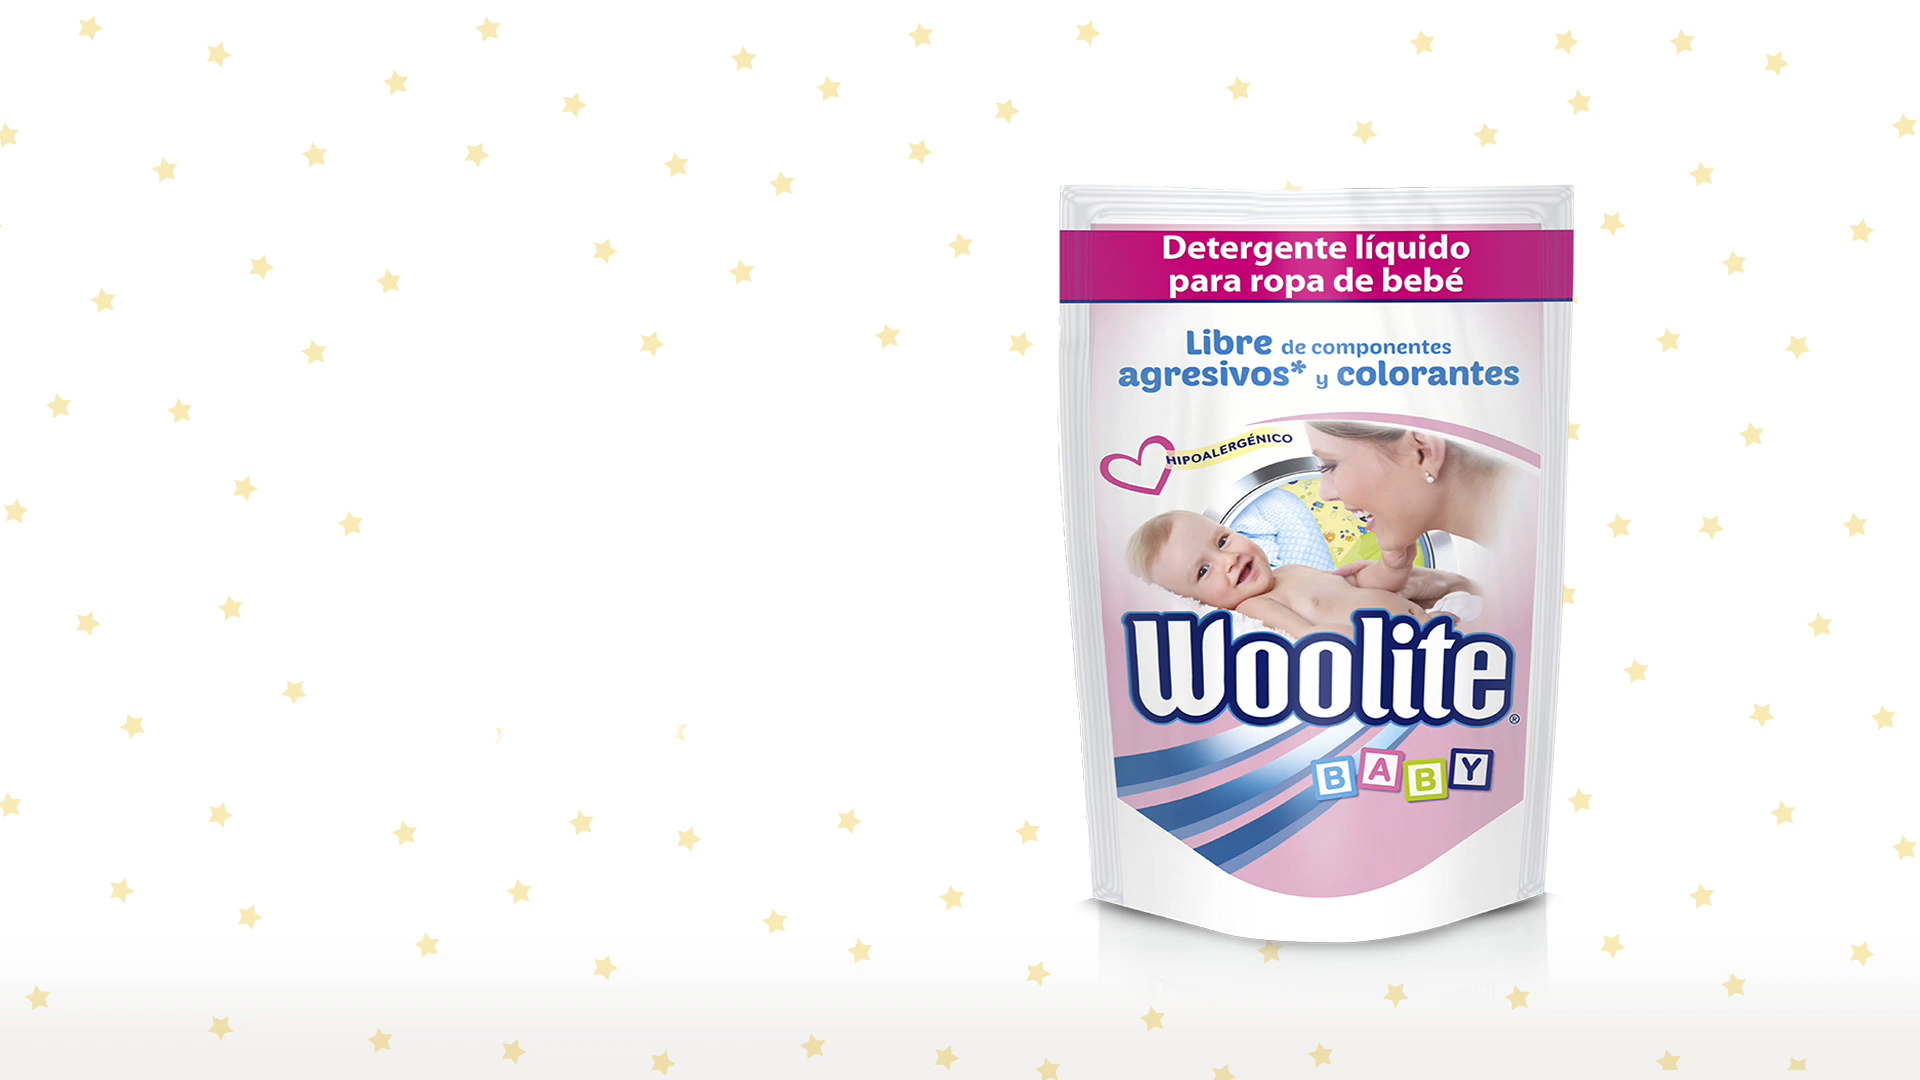 Detergente líquido
para ropa de bebé
Libre de componentes
agresivos* y colorantes
HIPOALERGÉNICO
Woolite®
BABY